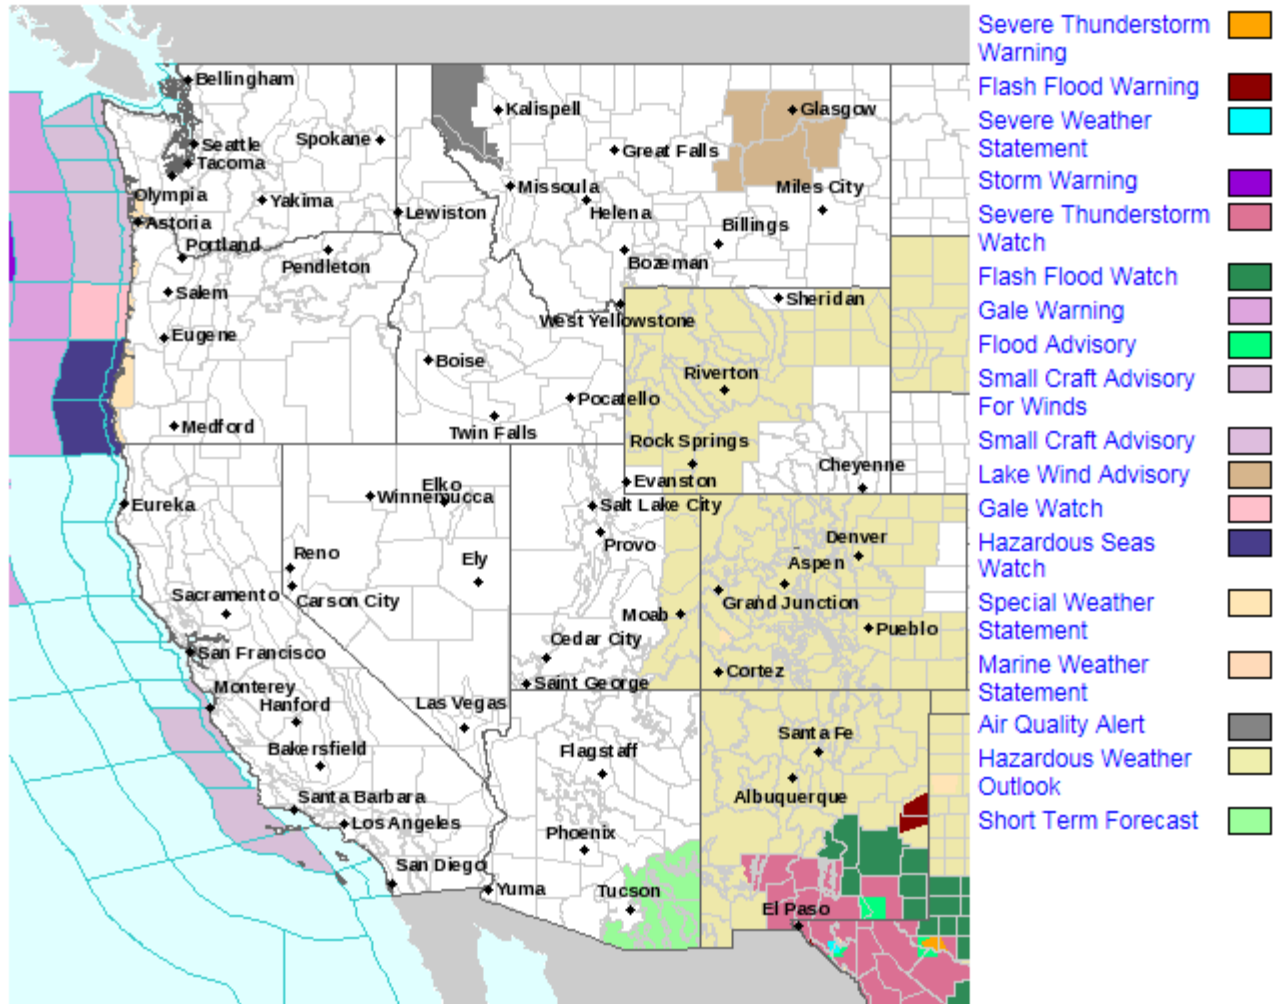 Bellingham
Seattle
Tacoma
Olympia
Astoria
Spokane
Yakima
Portland
Pendleton
Salem
Eugene
Medford
Lewiston
Kalispell
Great Falls
Missoula
Helena
Bozeman
Glasgow
Miles City
Billings
Sheridan
West Yellowstone
Boise
Pocatello
Twin Falls
Riverton
Rock Springs
Evanston
Cheyenne
Eureka
Elko
Winnemucca
Salt Lake City
Provo
Reno
Ely
Carson City
Sacramento
San Francisco
Monterey
Hanford
Bakersfield
Las Vegas
Cedar City
Saint George
Moab
Denver
Aspen
Grand Junction
Pueblo
Cortez
Santa Barbara
Los Angeles
San Diego
Yuma
Flagstaff
Phoenix
Tucson
Santa Fe
Albuquerque
El Paso
Severe Thunderstorm
Warning
Flash Flood Warning
Severe Weather
Statement
Storm Warning
Severe Thunderstorm
Watch
Flash Flood Watch
Gale Warning
Flood Advisory
Small Craft Advisory
For Winds
Small Craft Advisory
Lake Wind Advisory
Gale Watch
Hazardous Seas
Watch
Special Weather
Statement
Marine Weather
Statement
Air Quality Alert
Hazardous Weather
Outlook
Short Term Forecast